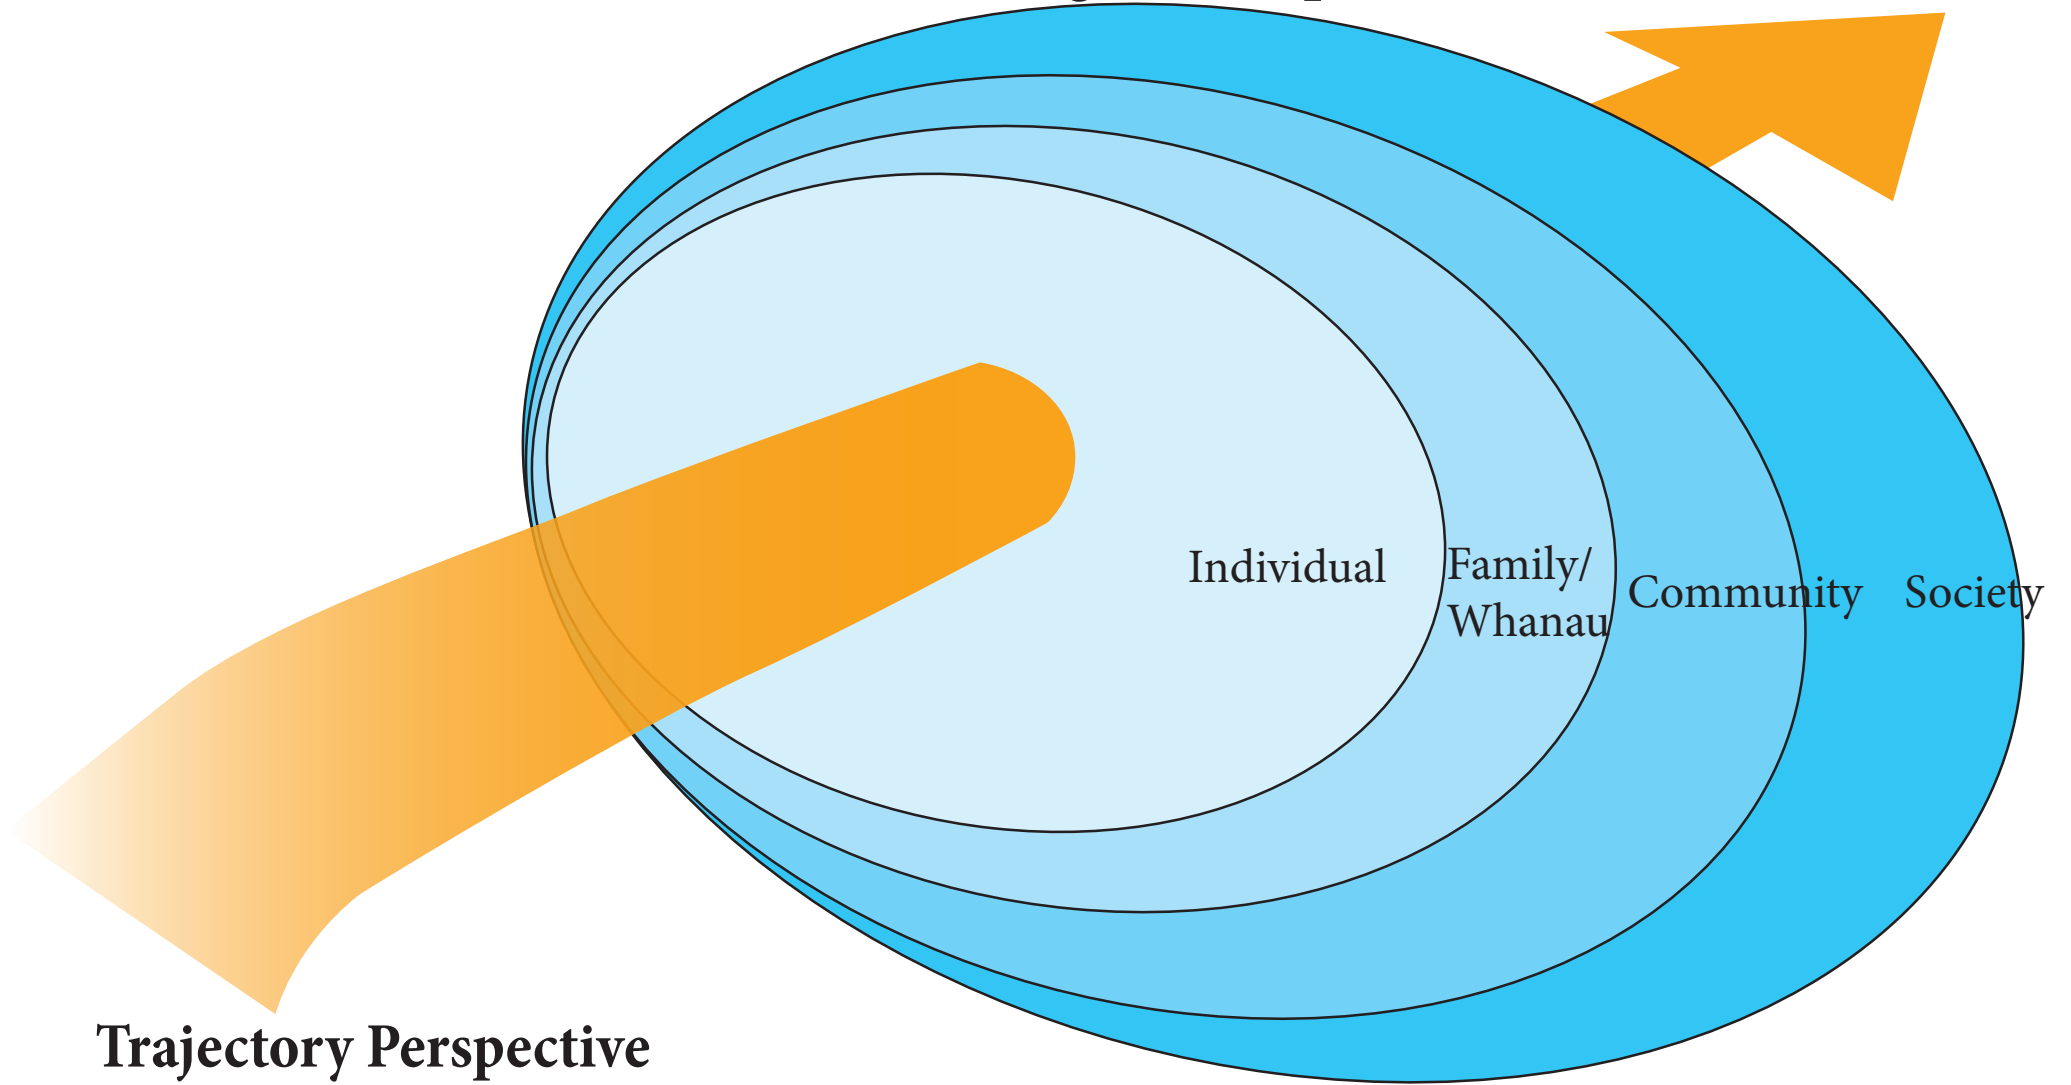 Individual
Family/
Whanau
Community
Society
Trajectory Perspective